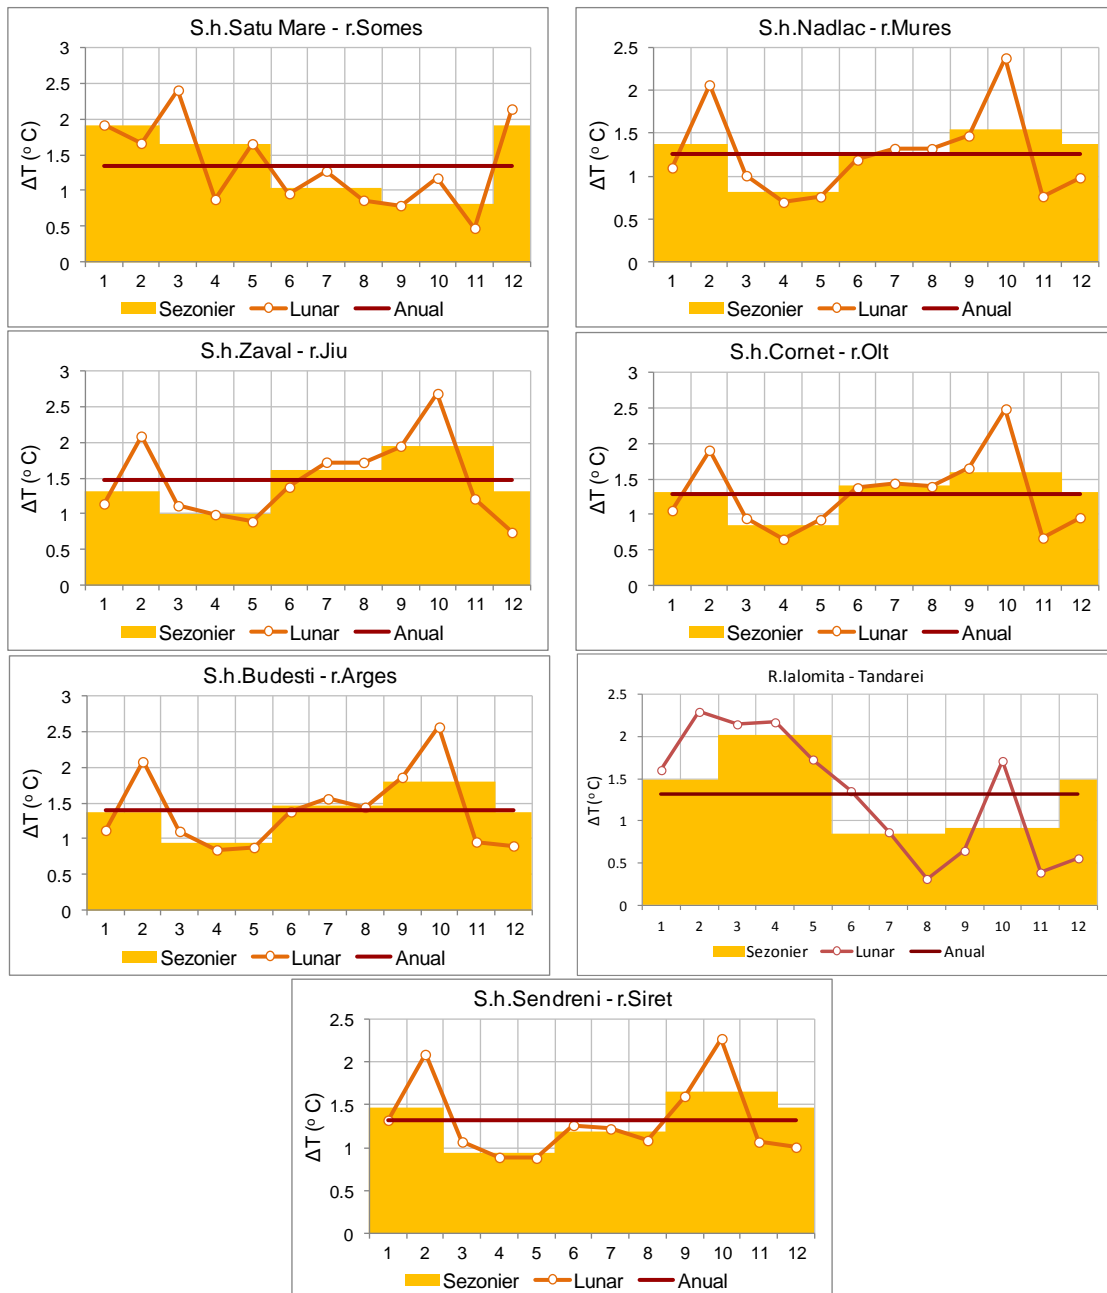 S.h.Satu Mare - r.Somes
3
2.5
2
1.5
1
0.5
0
ΔT (º C)
1 2 3 4 5 6 7 8 9 10 11 12
Sezonier Lunar Anual
S.h.Nadlac - r.Mures
2.5
2
1.5
1
0.5
0
ΔT (º C)
1 2 3 4 5 6 7 8 9 10 11 12
Sezonier Lunar Anual
S.h.Zaval - r.Jiu
3
2.5
2
1.5
1
0.5
0
ΔT (º C)
1 2 3 4 5 6 7 8 9 10 11 12
Sezonier Lunar Anual
S.h.Cornet - r.Olt
3
2.5
2
1.5
1
0.5
0
ΔT (º C)
1 2 3 4 5 6 7 8 9 10 11 12
Sezonier Lunar Anual
S.h.Budesti - r.Arges
3
2.5
2
1.5
1
0.5
0
ΔT (º C)
1 2 3 4 5 6 7 8 9 10 11 12
Sezonier Lunar Anual
R.Ialomita - Tandarei
2.5
2
1.5
1
0.5
0
ΔT (º C)
1 2 3 4 5 6 7 8 9 10 11 12
Sezonier Lunar Anual
S.h.Sendreni - r.Siret
2.5
2
1.5
1
0.5
0
ΔT (º C)
1 2 3 4 5 6 7 8 9 10 11 12
Sezonier Lunar Anual